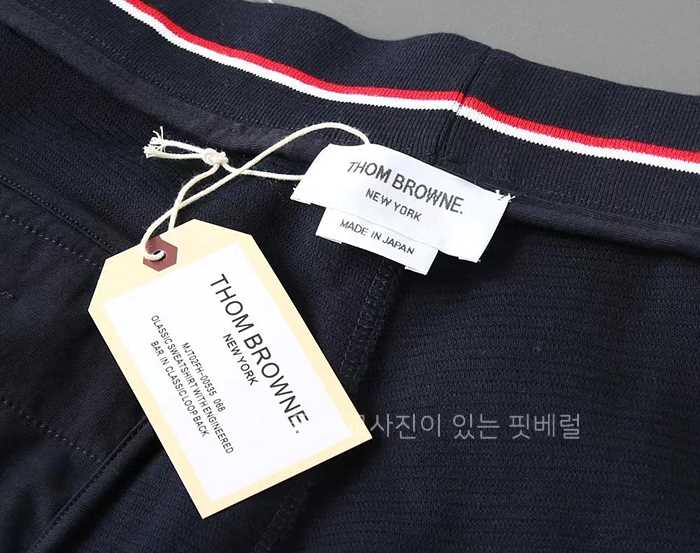 THOM BROWNE.
NEW YORK
MADE IN JAPAN
THOM BROWNE.
NEW YORK
MJT02FH-00535 068
CLASSIC SWEATSHIRT WITH ENGINEERED
BAR IN CLASSIC LOOP BACK
사진이 있는 핏베럴